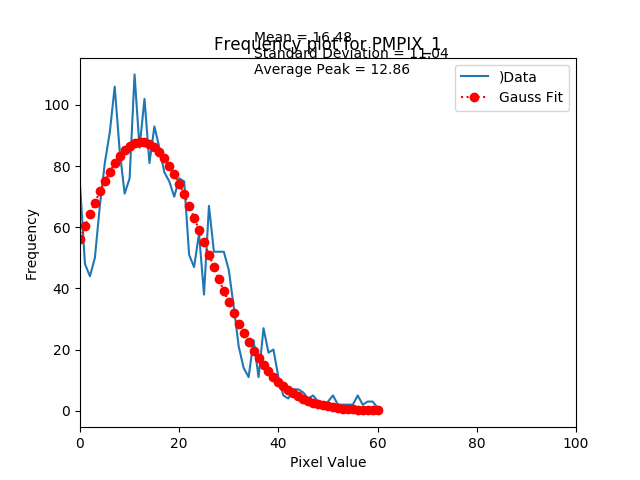 Mean = 16.48
Frequency plot for PMPIX_1
Standard Deviation = 11.04
Average Peak = 12.86
)Data
Gauss Fit
100
80
60
40
20
0
Frequency
0 20 40 60 80 100
Pixel Value